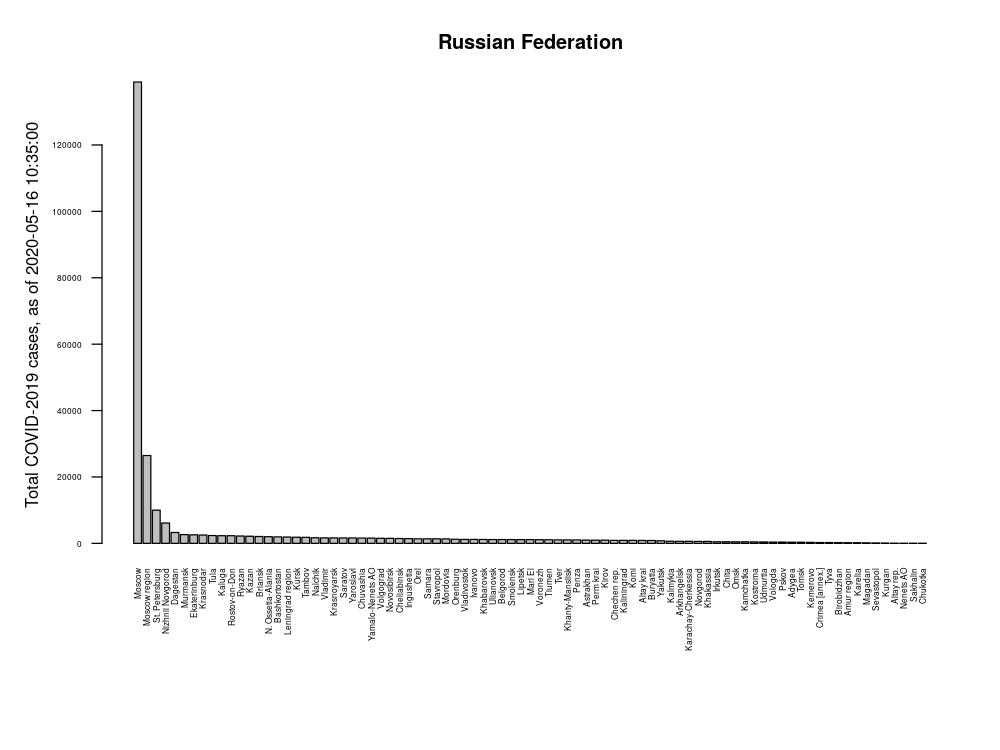 Russian Federation
Total COVID-2019 cases, as of 2020-05-16 10:35:00
120000
100000
80000
60000
40000
20000
0
Moscow
Moscow region
St. Petersburg
Nizhnii Novgorod
Dagestan
Murmansk
Ekaterinburg
Krasnodar
Tula
Kaluga
Rostov-on-Don
Ryazan
Kazan
Briansk
N. Ossetia-Alania
Bashkortostan
Leningrad region
Kursk
Tambov
Nalchik
Vladimir
Krasnoyarsk
Saratov
Yaroslavl
Chuvashia
Yamalo-Nenets AO
Volgograd
Novosibirsk
Cheliabinsk
Ingushetia
Orel
Samara
Stavropol
Mordovia
Orenburg
Vladivostok
Ivanovo
Khabarovsk
Ulianovsk
Belgorod
Smolensk
Lipetsk
Mari El
Voronezh
Tiumen
Tver
Khanty-Mansiisk
Penza
Astrakhan
Perm krai
Kirov
Chechen rep.
Kaliningrad
Komi
Altay krai
Buryatia
Yakutsk
Kalmykia
Arkhangelsk
Karachay-Cherkessia
Novgorod
Khakassia
Irkutsk
Chita
Omsk
Kamchatka
Kostroma
Udmurtia
Vologda
Pskov
Adygea
Tomsk
Kemerovo
Crimea [annex.]
Tyva
Birobidzhan
Amur region
Karelia
Magadan
Sevastopol
Kurgan
Altay rep.
Nenets AO
Sakhalin
Chukotka